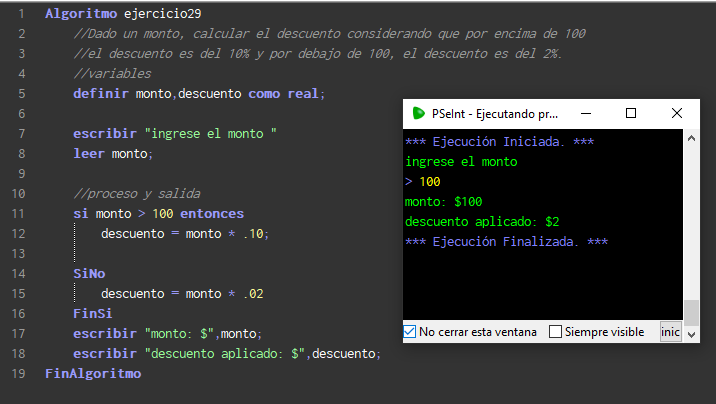 1 Algoritmo ejercicio29
2 //Dado un monto, calcular el descuento considerando que por encima de 100
3 //el descuento es del 10% y por debajo de 100, el descuento es del 2%.
4 //variables
5 definir monto,descuento como real;
6
7 escribir "ingrese el monto "
8 leer monto;
9
10 //proceso y salida
11 si monto > 100 entonces
12 descuento = monto * .10;
13
14 SiNo
15 descuento = monto * .02
16 FinSi
17 escribir "monto: $",monto;
18 escribir "descuento aplicado: $",descuento;
19 FinAlgoritmo
PSeInt - Ejecutando pr...
*** Ejecución Iniciada. ***
ingrese el monto
> 100
monto: $100
descuento aplicado: $2
*** Ejecución Finalizada. ***
No cerrar esta ventana Siempre visible inic